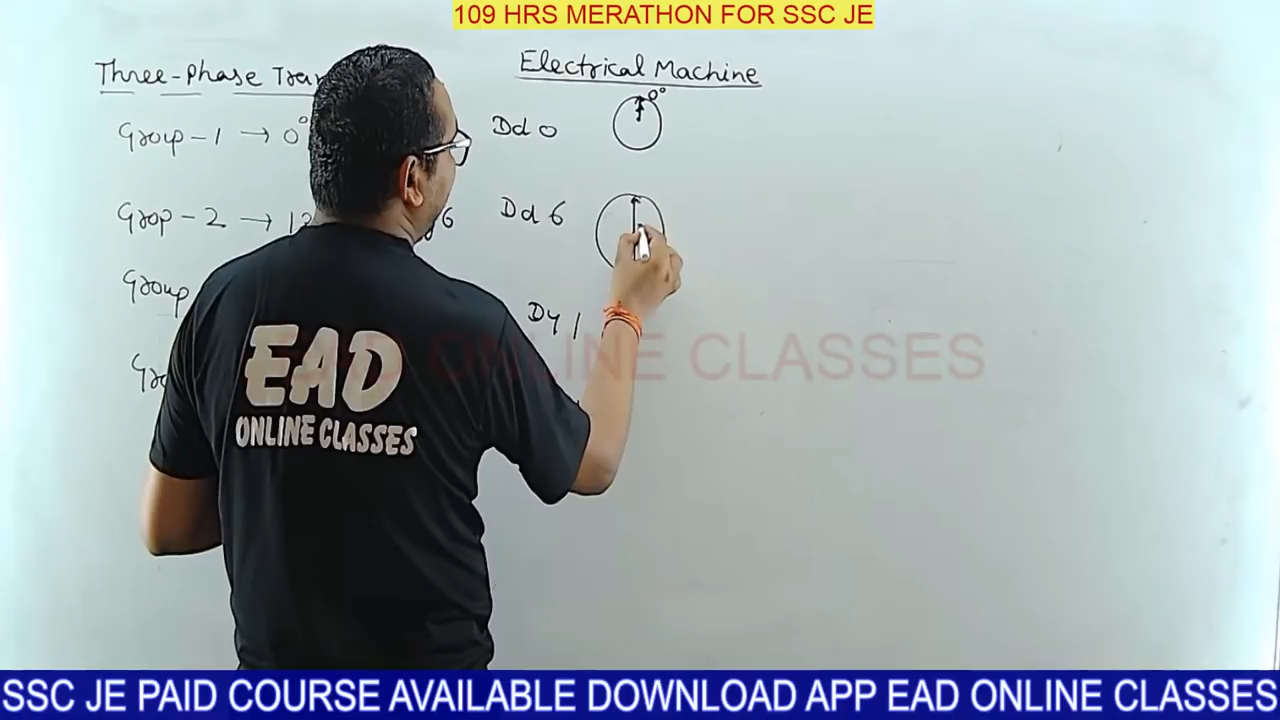 109 HRS MERATHON FOR SSC JE
Three-Phase
Electrical Machine
0°
Group-1 → 0° Dd 0
Grop-2 → 6 Dd 6
Group
Dy 1
EAD
ONLINE CLASSES
ONLINE CLASSES
SSC JE PAID COURSE AVAILABLE DOWNLOAD APP EAD ONLINE CLASSES